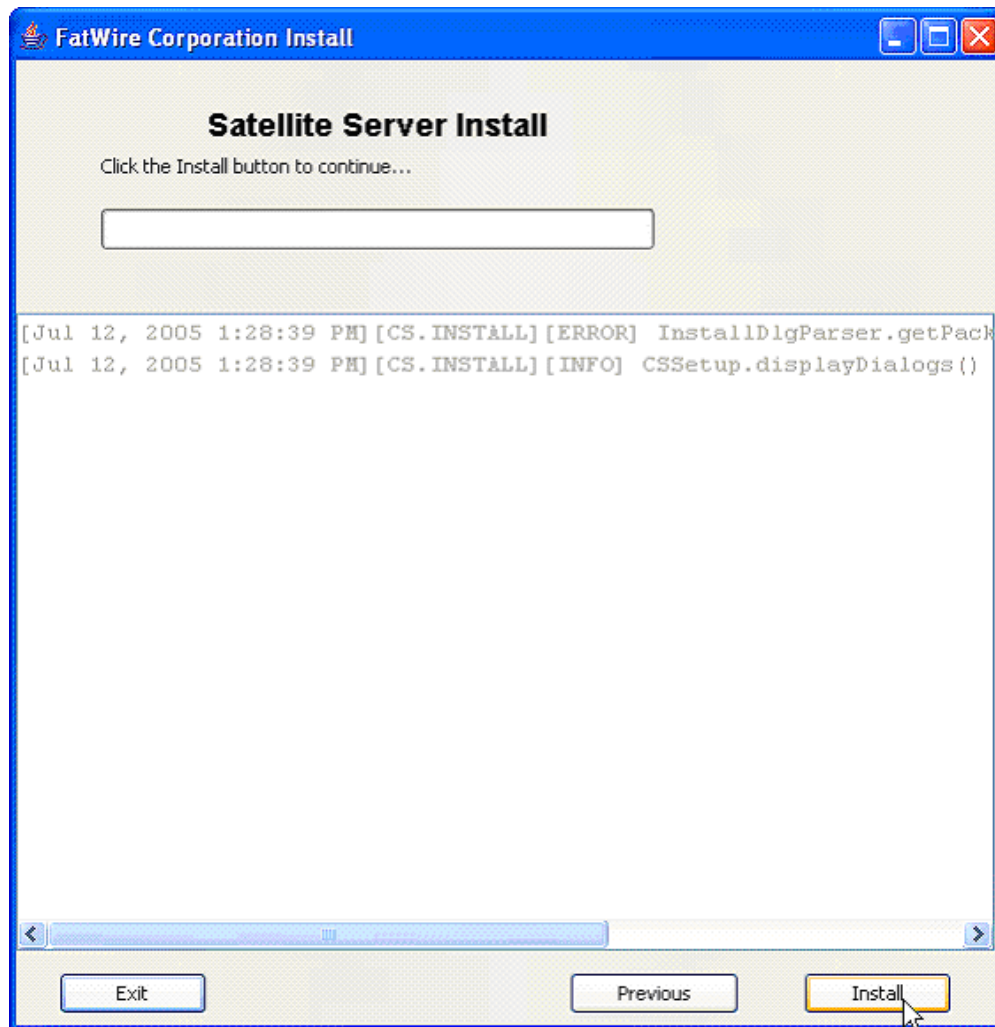 FatWire Corporation Install
Satellite Server Install
Click the Install button to continue...
[Jul 12, 2005 1:28:39 PM][CS.INSTALL][ERROR] InstallDlgParser.getPack
[Jul 12, 2005 1:28:39 PM][CS.INSTALL][INFO] CSSetup.displayDialogs()
Exit Previous Install